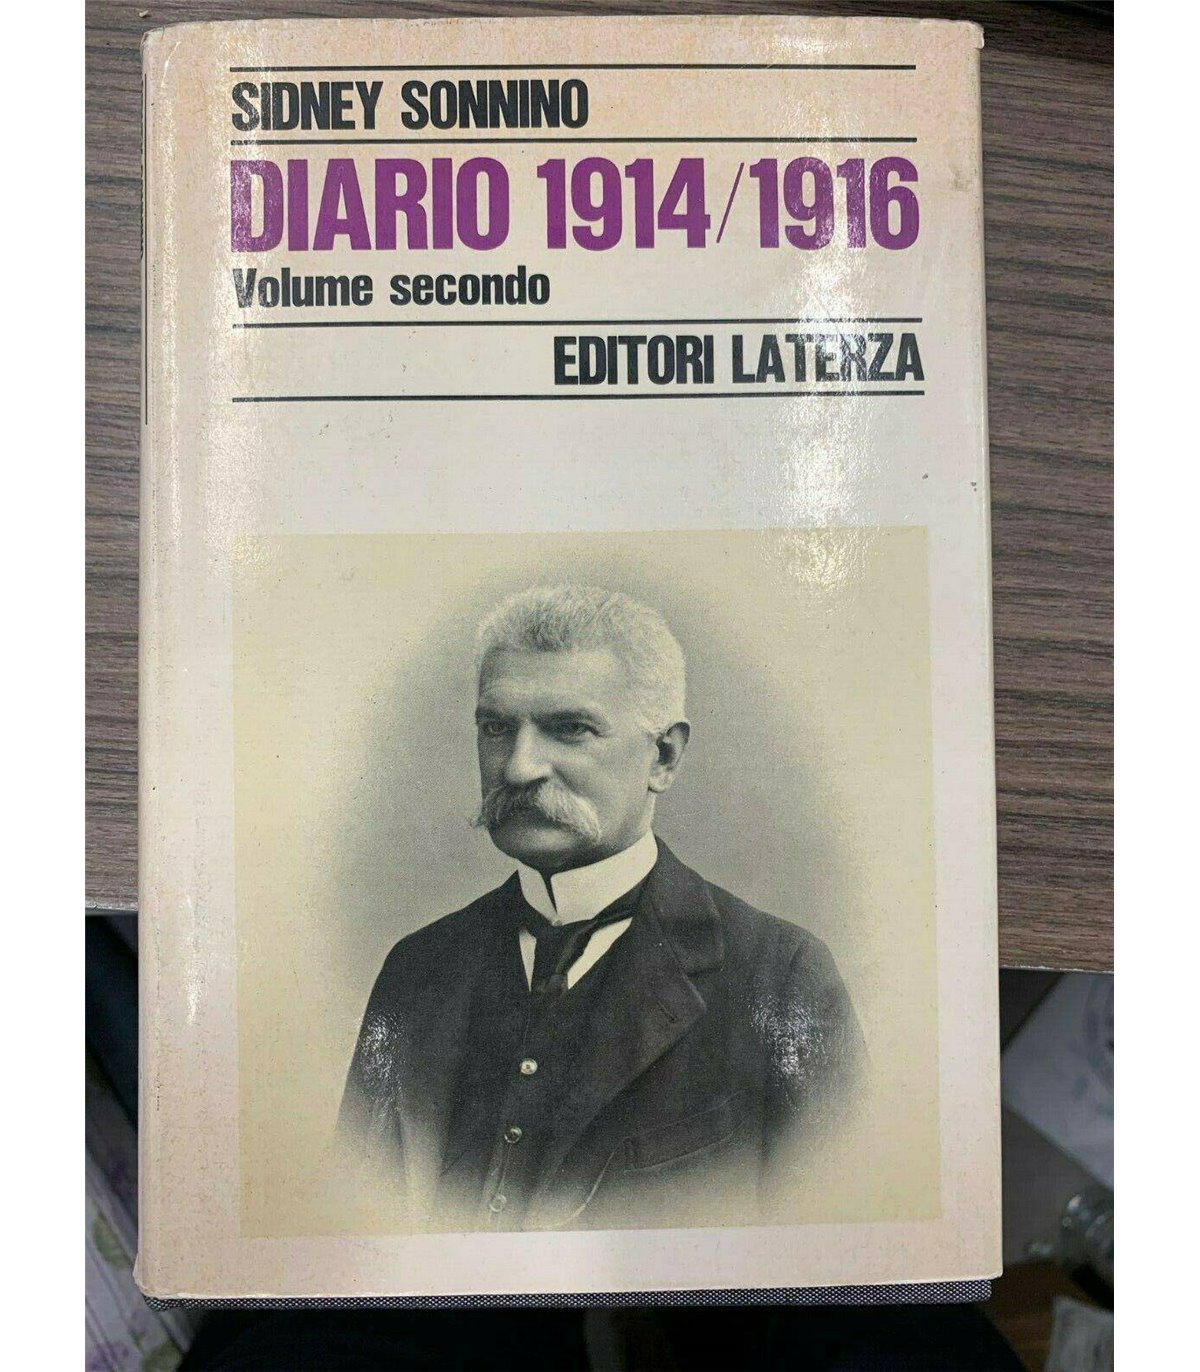 SIDNEY SONNINO
DIARIO 1914/1916
Volume secondo
EDITORI LATERZA